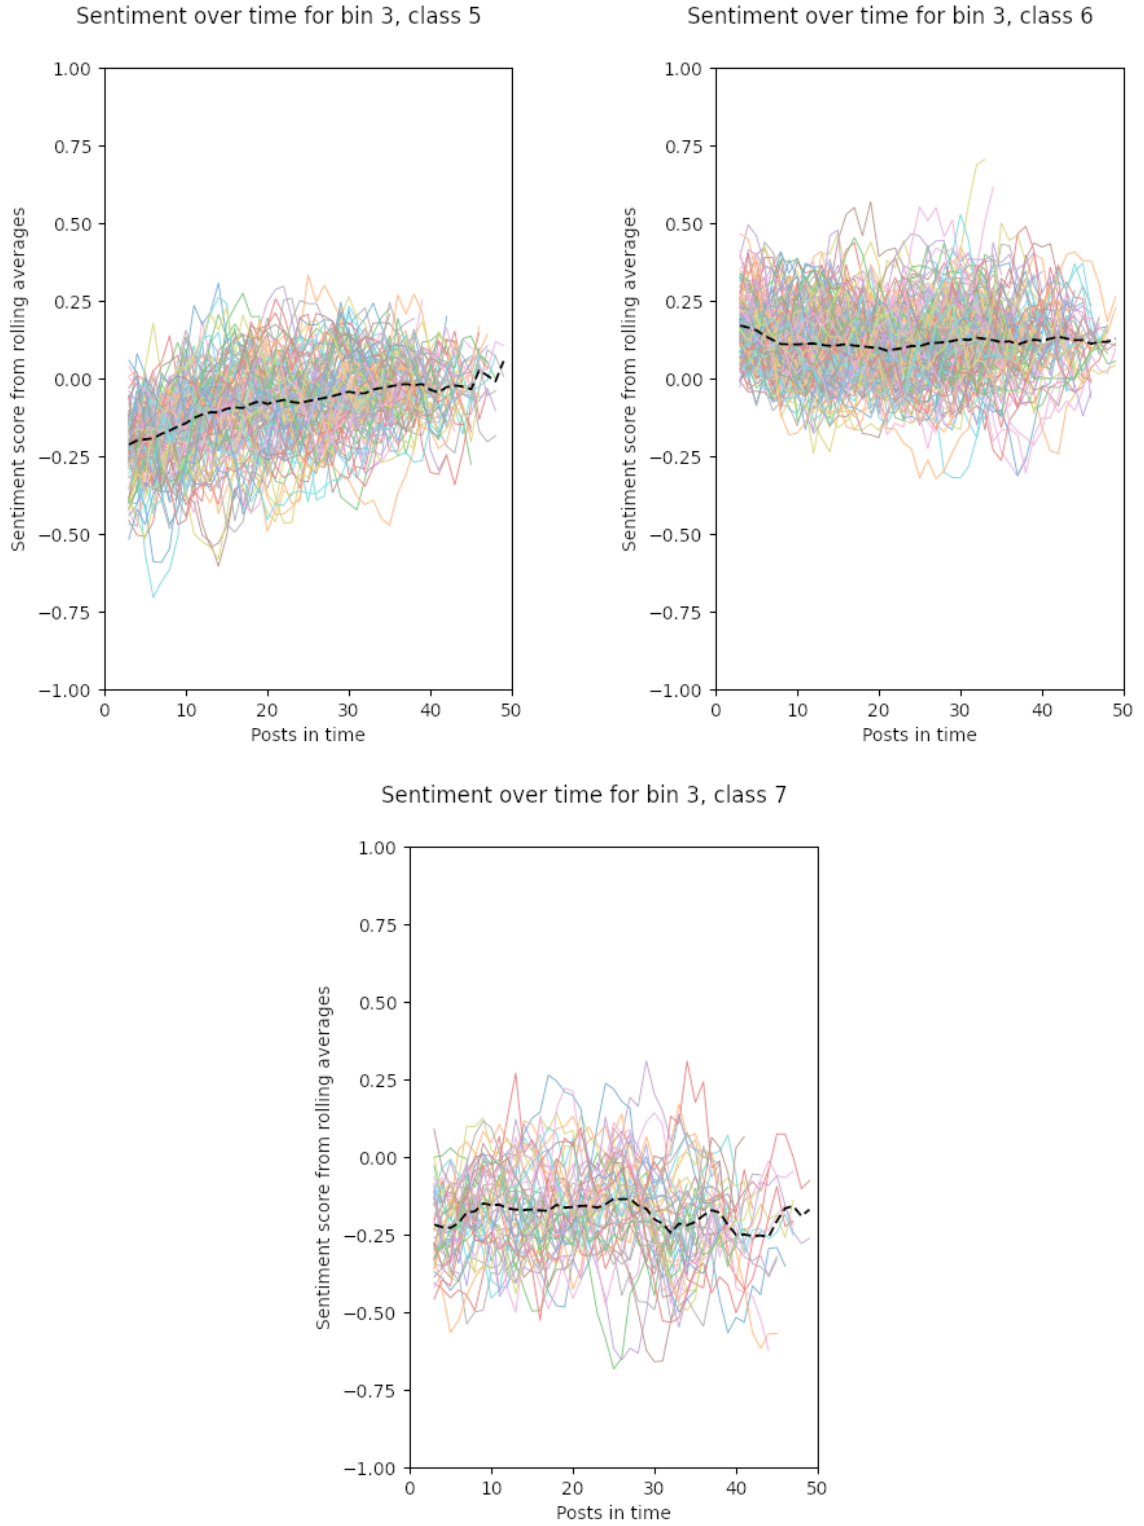 Sentiment over time for bin 3, class 5
1.00
0.75
0.50
0.25
0.00
−0.25
−0.50
−0.75
−1.00
Sentiment score from rolling averages
0 10 20 30 40 50
Posts in time
Sentiment over time for bin 3, class 6
1.00
0.75
0.50
0.25
0.00
−0.25
−0.50
−0.75
−1.00
Sentiment score from rolling averages
0 10 20 30 40 50
Posts in time
Sentiment over time for bin 3, class 7
1.00
0.75
0.50
0.25
0.00
−0.25
−0.50
−0.75
−1.00
Sentiment score from rolling averages
0 10 20 30 40 50
Posts in time